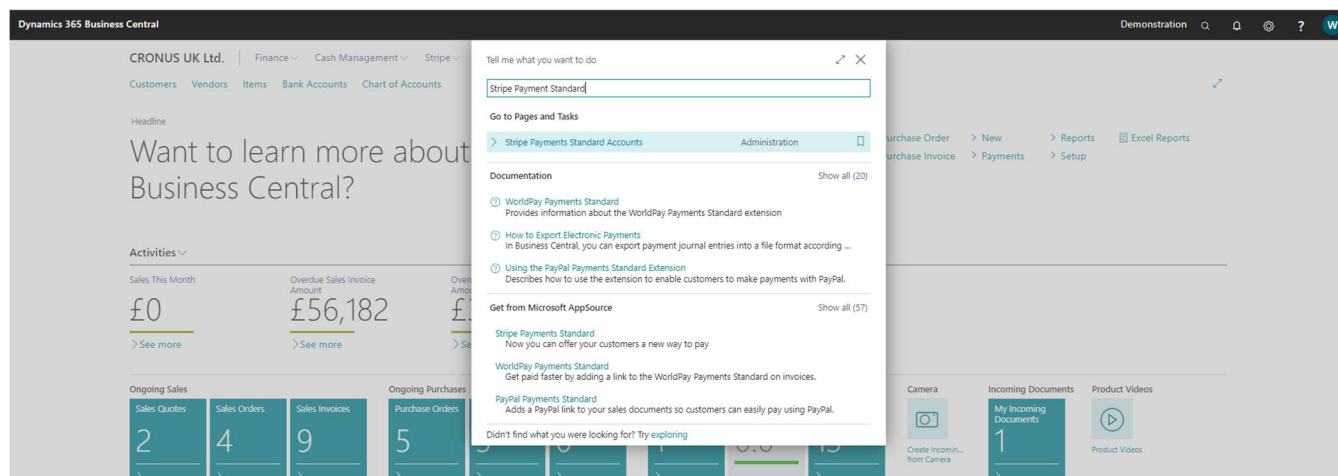 Dynamics 365 Business Central
Demonstration
?
W
CRONUS UK Ltd.
Finance
Cash Management
Stripe
Customers
Vendors
Items
Bank Accounts
Chart of Accounts
Headline
Want to learn more about
Business Central?
Purchase Order
> New
> Reports
Excel Reports
Purchase Invoice
> Payments
> Setup
Activities
Sales This Month
Overdue Sales Invoice
Amount
£0
£56,182
>See more
>See more
Ongoing Sales
Ongoing Purchases
Camera
Incoming Documents
Product Videos
Sales Quotes
Sales Orders
Sales Invoices
Purchase Orders
My Incoming
Documents
2
4
9
5
1
Create Incomin...
from Camera
Product Videos
Tell me what you want to do
Stripe Payment Standard
Go to Pages and Tasks
> Stripe Payments Standard Accounts
Administration
Documentation
Show all (20)
WorldPay Payments Standard
Provides information about the WorldPay Payments Standard extension
How to Export Electronic Payments
In Business Central, you can export payment journal entries into a file format according ...
Using the PayPal Payments Standard Extension
Describes how to use the extension to enable customers to make payments with PayPal.
Get from Microsoft AppSource
Show all (57)
Stripe Payments Standard
Now you can offer your customers a new way to pay
WorldPay Payments Standard
Get paid faster by adding a link to the WorldPay Payments Standard on invoices.
PayPal Payments Standard
Adds a PayPal link to your sales documents so customers can easily pay using PayPal.
Didn't find what you were looking for? Try exploring